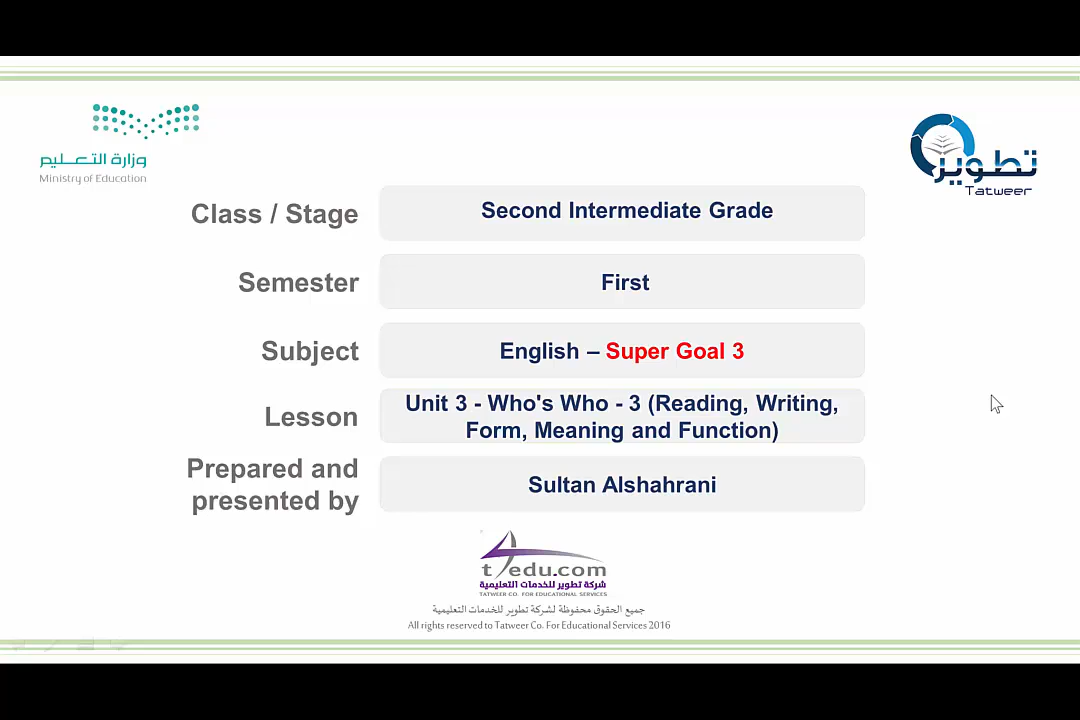 وزارة التعليم
Ministry of Education
تطوير
Tatweer
Class / Stage
Second Intermediate Grade
Semester
First
Subject
English – Super Goal 3
Lesson
Unit 3 - Who's Who - 3 (Reading, Writing,
Form, Meaning and Function)
Prepared and
presented by
Sultan Alshahrani
t4edu.com
شركة تطوير للخدمات التعليمية
TATWEER CO. FOR EDUCATIONAL SERVICES
جميع الحقوق محفوظة لشركة تطوير للخدمات التعليمية
All rights reserved to Tatweer Co. For Educational Services 2016